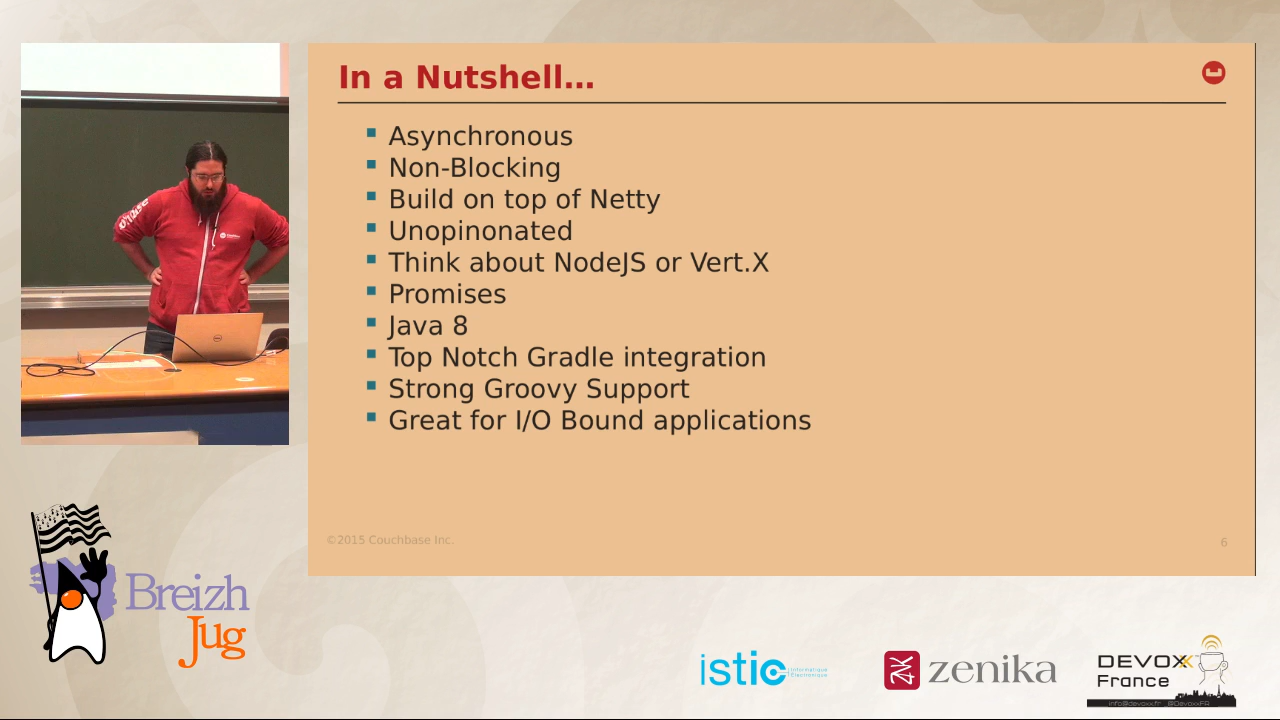 In a Nutshell...
Asynchronous
Non-Blocking
Build on top of Netty
Unopinonated
Think about NodeJS or Vert.X
Promises
Java 8
Top Notch Gradle integration
Strong Groovy Support
Great for I/O Bound applications
©2015 Couchbase Inc.
6
DELL
Breizh
Jug
istic
Informatique
Électronique
zenika
DEVOXX
France
info@devoxx.fr @DevoxxFR